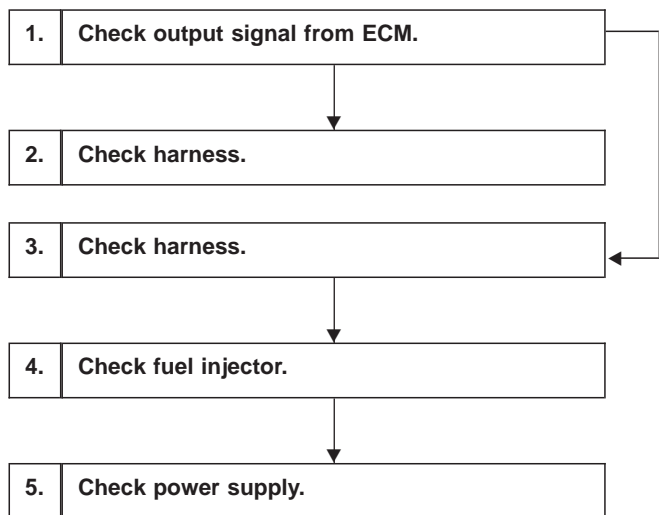 1. Check output signal from ECM.
2. Check harness.
3. Check harness.
4. Check fuel injector.
5. Check power supply.